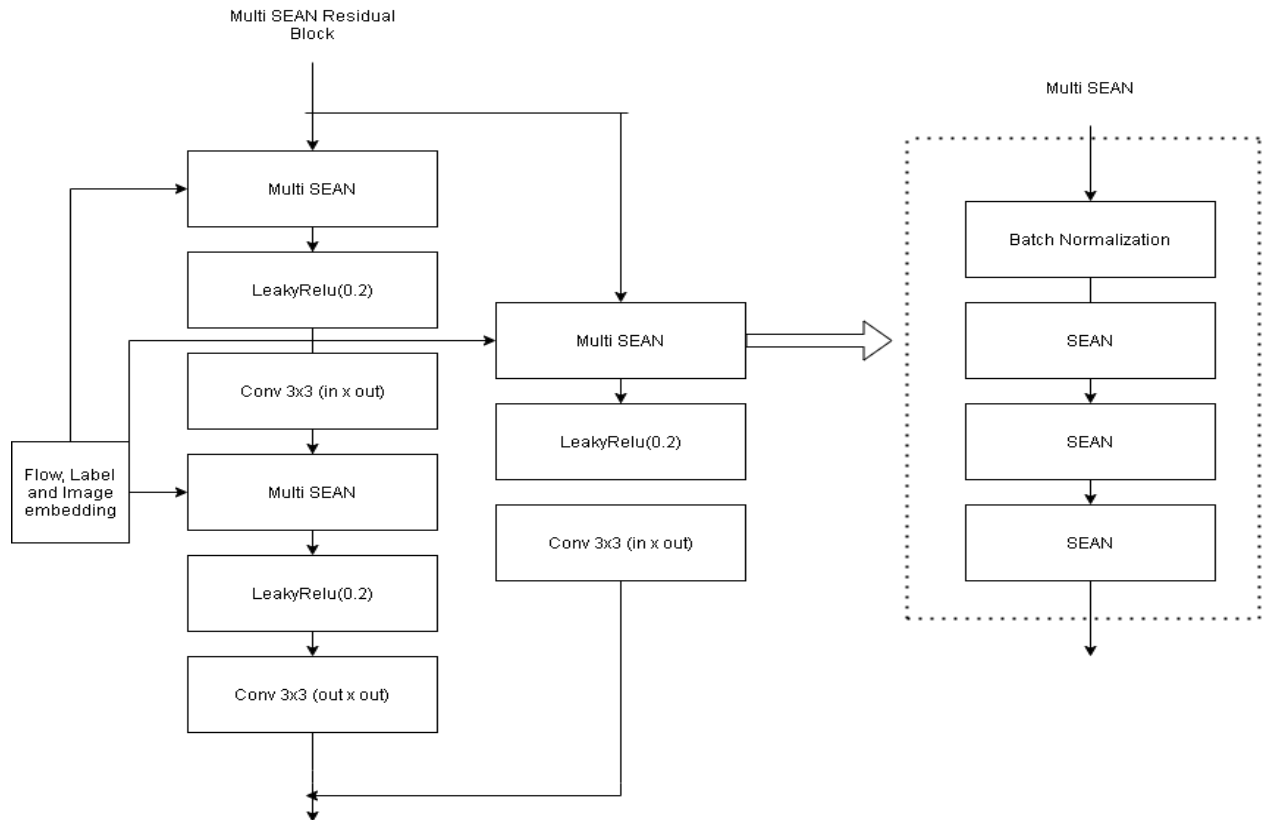 Multi SEAN Residual
Block
Multi SEAN
Multi SEAN
Batch Normalization
LeakyRelu(0.2)
Multi SEAN
SEAN
Conv 3x3 (in x out)
LeakyRelu(0.2)
SEAN
Flow, Label
and Image
embedding
Multi SEAN
Conv 3x3 (in x out)
SEAN
LeakyRelu(0.2)
Conv 3x3 (out x out)